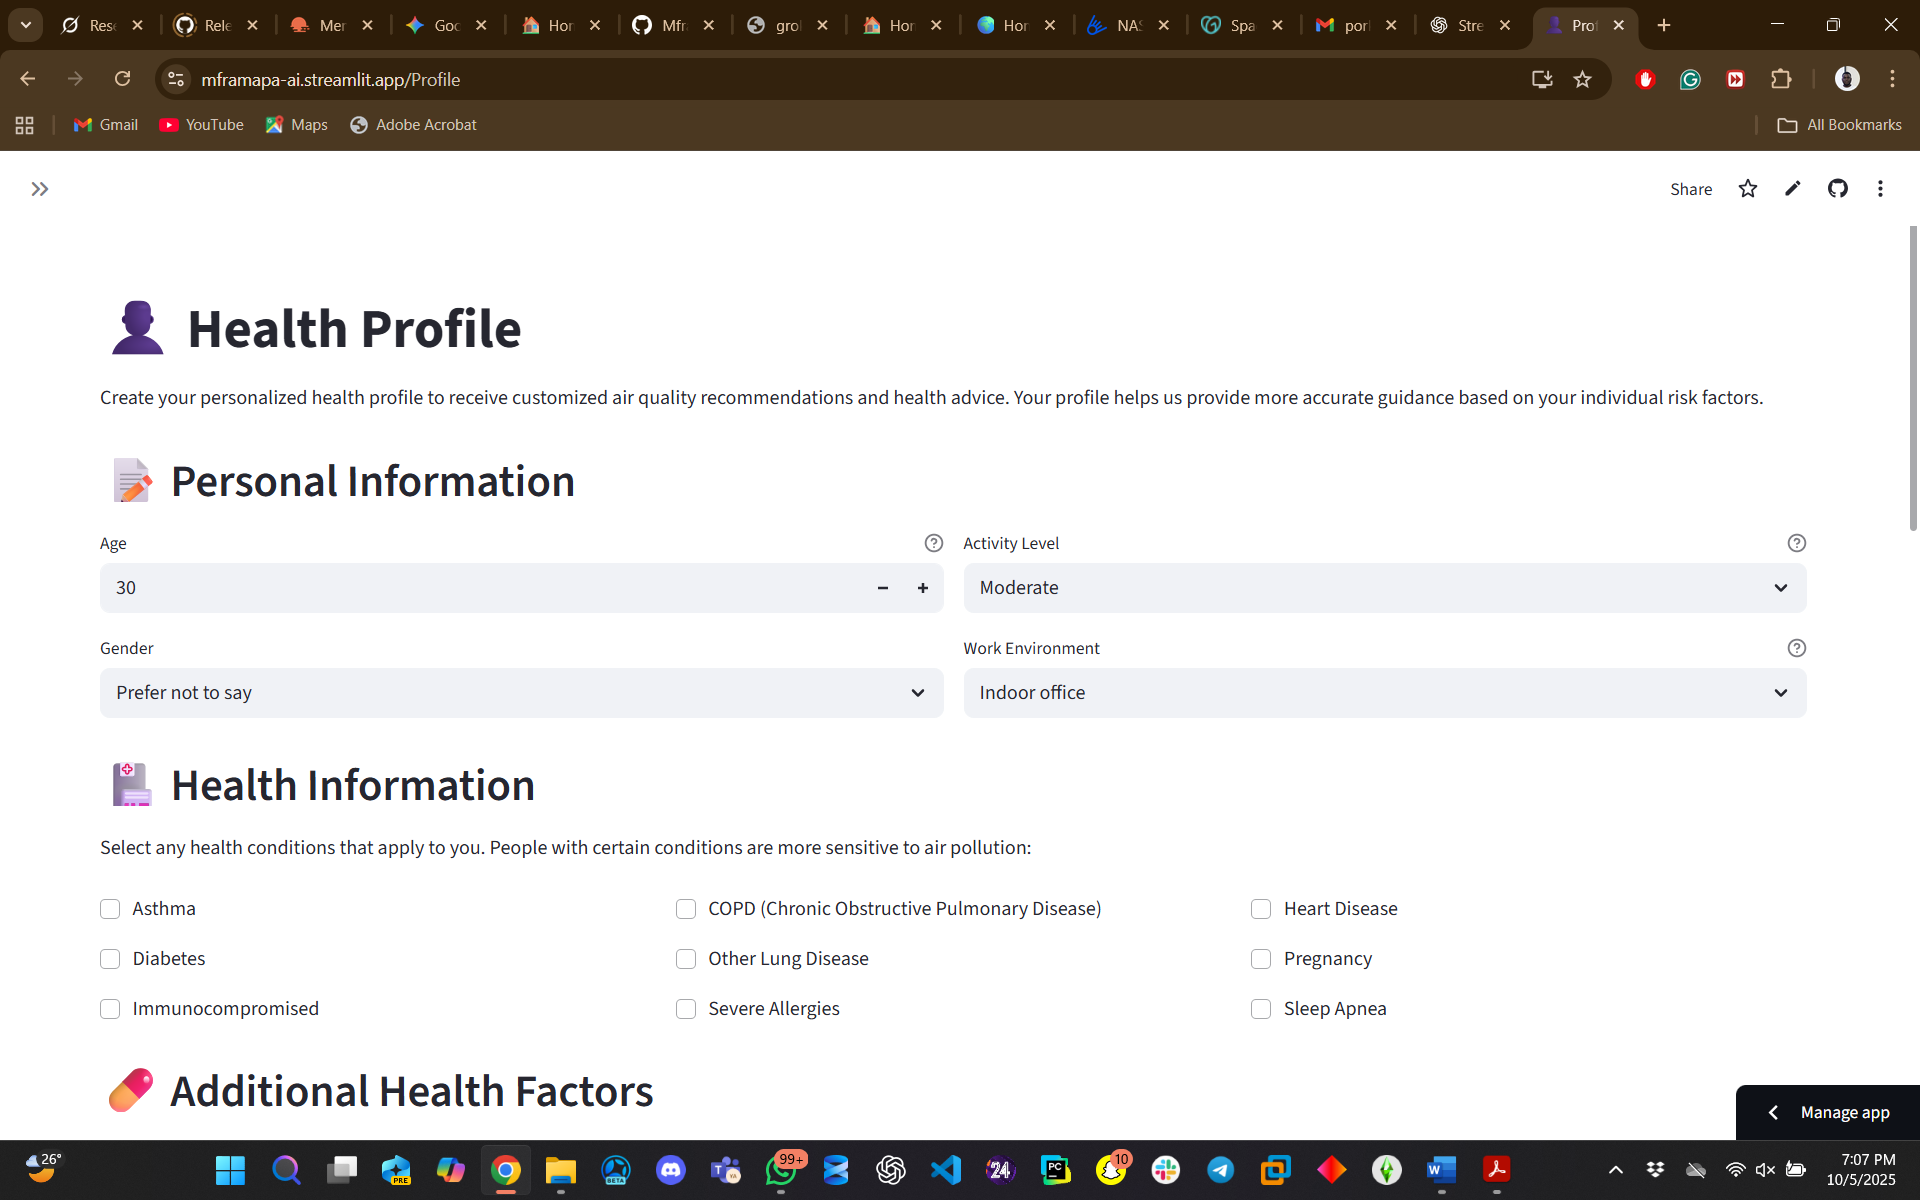 Rese
Rele
Mer
Goo
Hor
Mfr
gro
Hor
Hor
NAS
Spa
por
Stre
Prof
mframapa-ai.streamlit.app/Profile
Gmail
YouTube
Maps
Adobe Acrobat
All Bookmarks
Share
Health Profile
Create your personalized health profile to receive customized air quality recommendations and health advice. Your profile helps us provide more accurate guidance based on your individual risk factors.
Personal Information
Age
Activity Level
30
Moderate
Gender
Work Environment
Prefer not to say
Indoor office
Health Information
Select any health conditions that apply to you. People with certain conditions are more sensitive to air pollution:
Asthma
COPD (Chronic Obstructive Pulmonary Disease)
Heart Disease
Diabetes
Other Lung Disease
Pregnancy
Immunocompromised
Severe Allergies
Sleep Apnea
Additional Health Factors
Manage app
26°
PRE
BETA
99+
24
PC
10
7:07 PM
10/5/2025